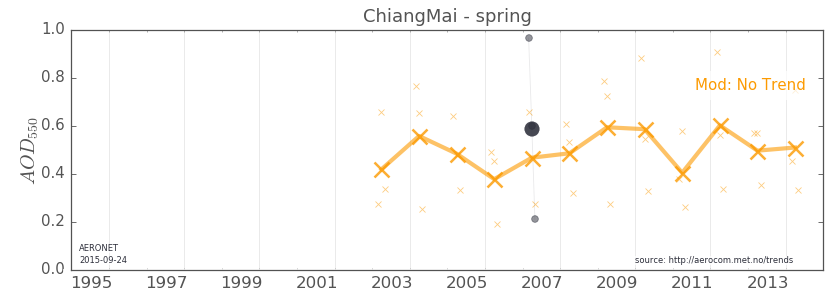 ChiangMai - spring
1.0
0.8
0.6
0.4
0.2
0.0
AOD550
Mod: No Trend
AERONET
2015-09-24
source: http://aerocom.met.no/trends
1995 1997 1999 2001 2003 2005 2007 2009 2011 2013